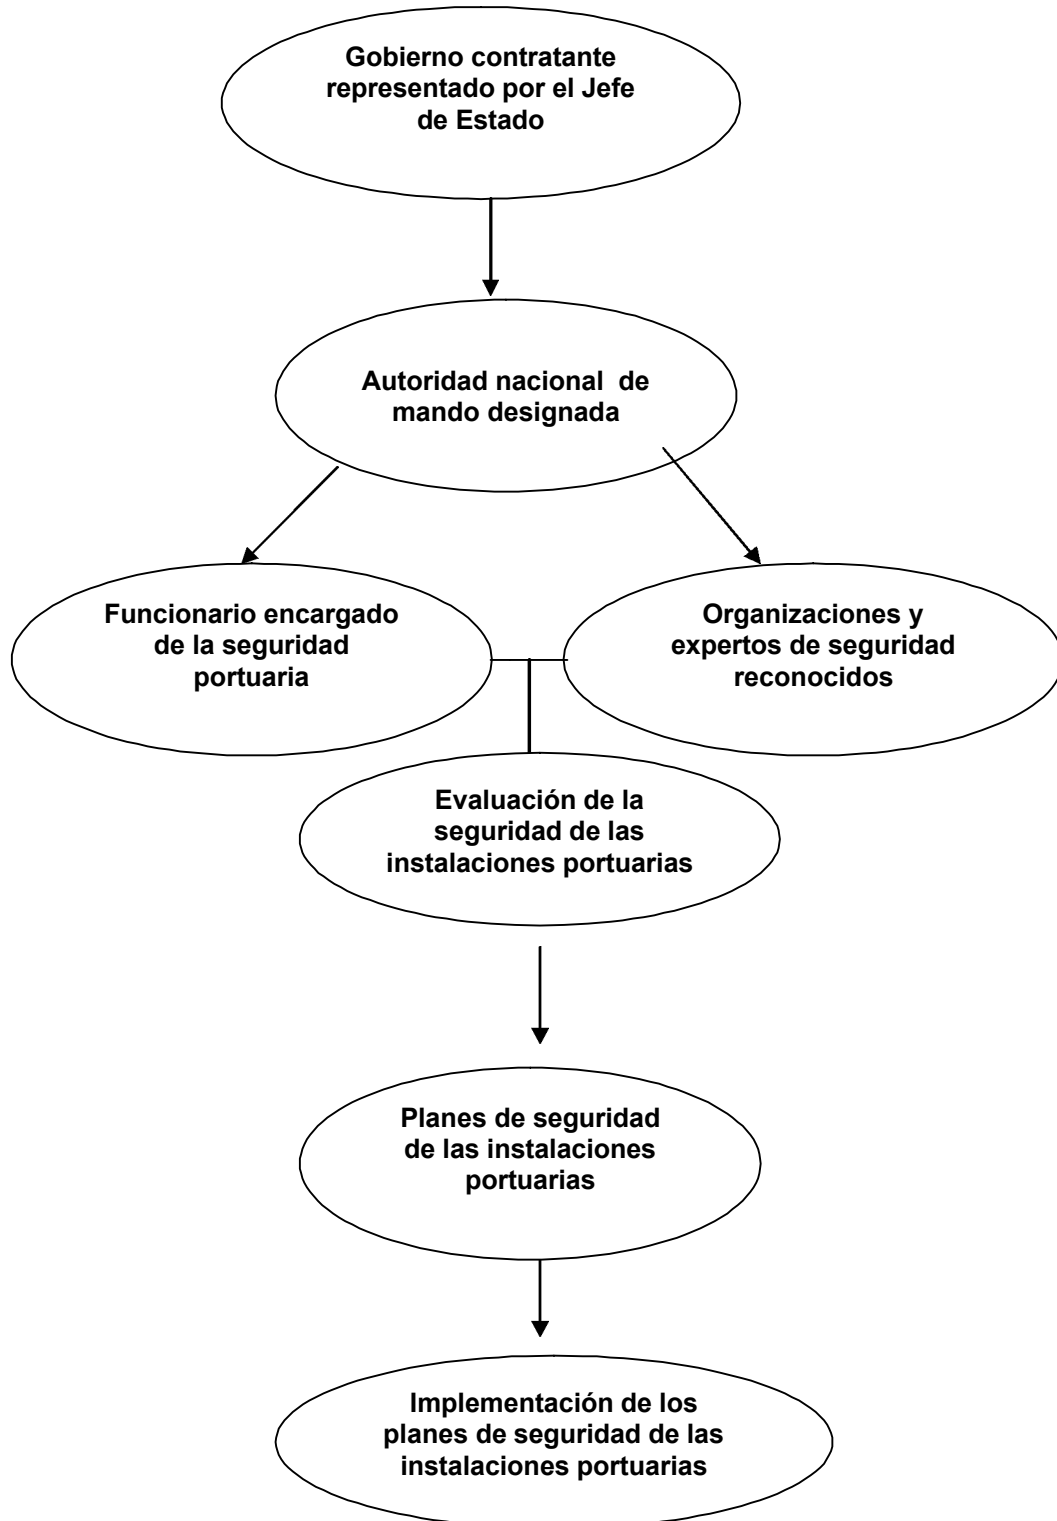 Gobierno contratante
representado por el Jefe
de Estado
Autoridad nacional  de
mando designada
Funcionario encargado
de la seguridad
portuaria
Organizaciones y
expertos de seguridad
reconocidos
Evaluación de la
seguridad de las
instalaciones portuarias
Planes de seguridad
de las instalaciones
portuarias
Implementación de los
planes de seguridad de las
instalaciones portuarias